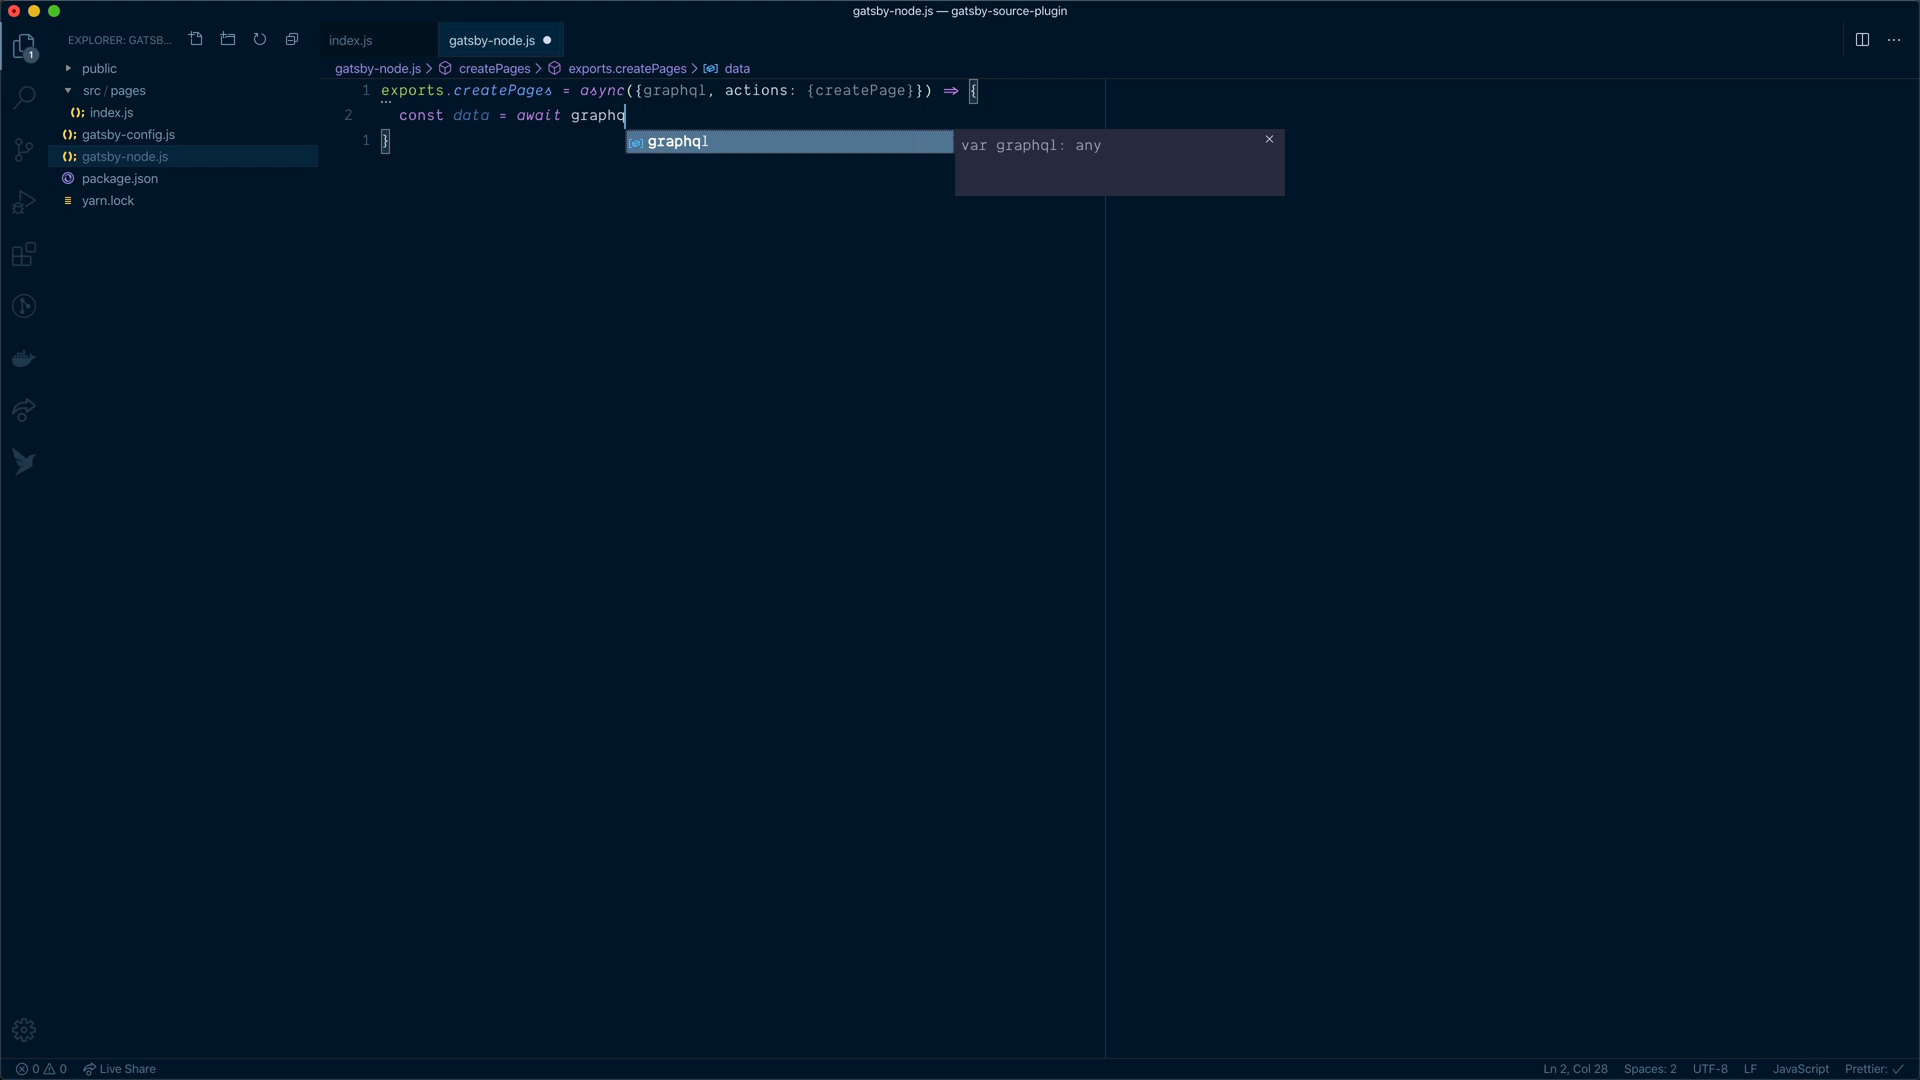 gatsby-node.js — gatsby-source-plugin
EXPLORER: GATSB...
index.js
gatsby-node.js
1
public
src / pages
index.js
gatsby-config.js
gatsby-node.js
package.json
yarn.lock
gatsby-node.js > createPages > exports.createPages > data
1 exports.createPages = async({graphql, actions: {createPage}}) => {
2 const data = await graphq
1 }
graphql
var graphql: any
0 0 Live Share
Ln 2, Col 28 Spaces: 2 UTF-8 LF JavaScript Prettier: ✓